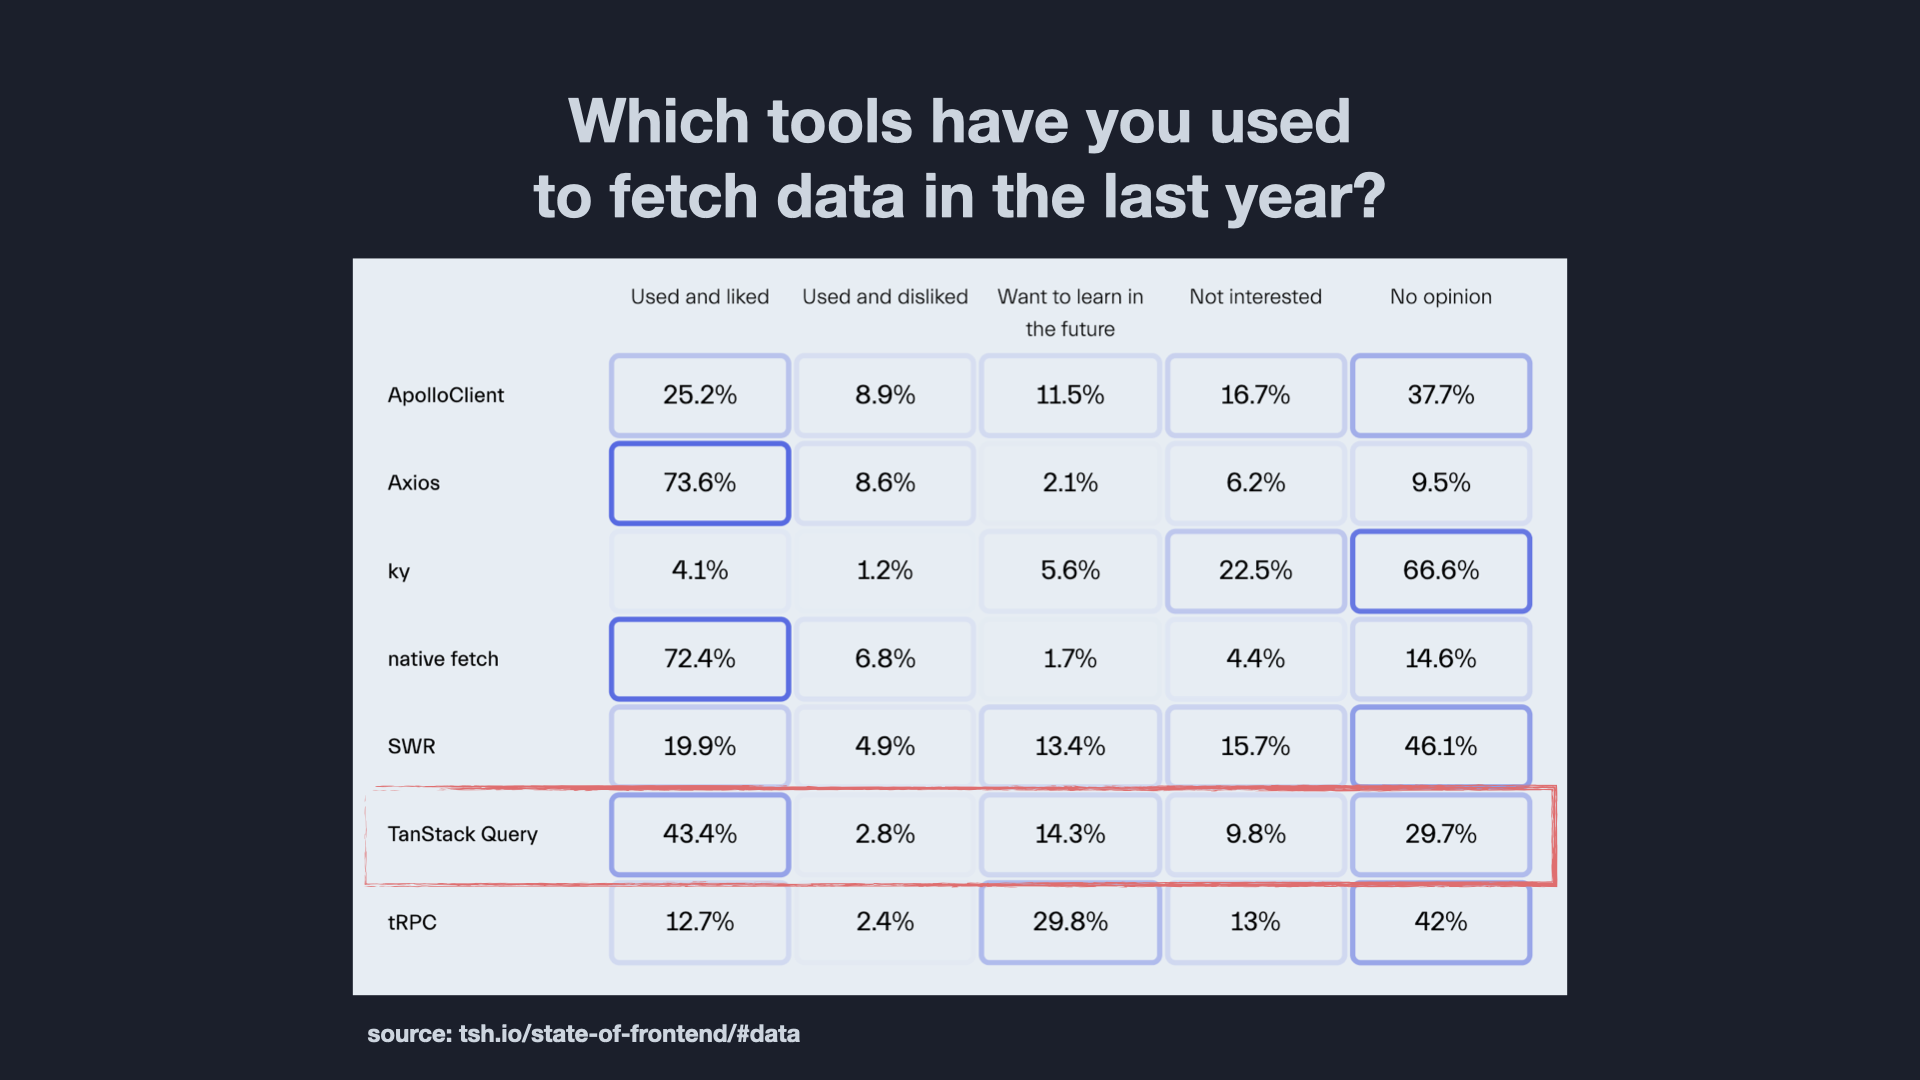 Which tools have you used
to fetch data in the last year?
Used and liked Used and disliked Want to learn in Not interested No opinion
the future
ApolloClient 25.2% 8.9% 11.5% 16.7% 37.7%
Axios 73.6% 8.6% 2.1% 6.2% 9.5%
ky 4.1% 1.2% 5.6% 22.5% 66.6%
native fetch 72.4% 6.8% 1.7% 4.4% 14.6%
SWR 19.9% 4.9% 13.4% 15.7% 46.1%
TanStack Query 43.4% 2.8% 14.3% 9.8% 29.7%
tRPC 12.7% 2.4% 29.8% 13% 42%
source: tsh.io/state-of-frontend/#data